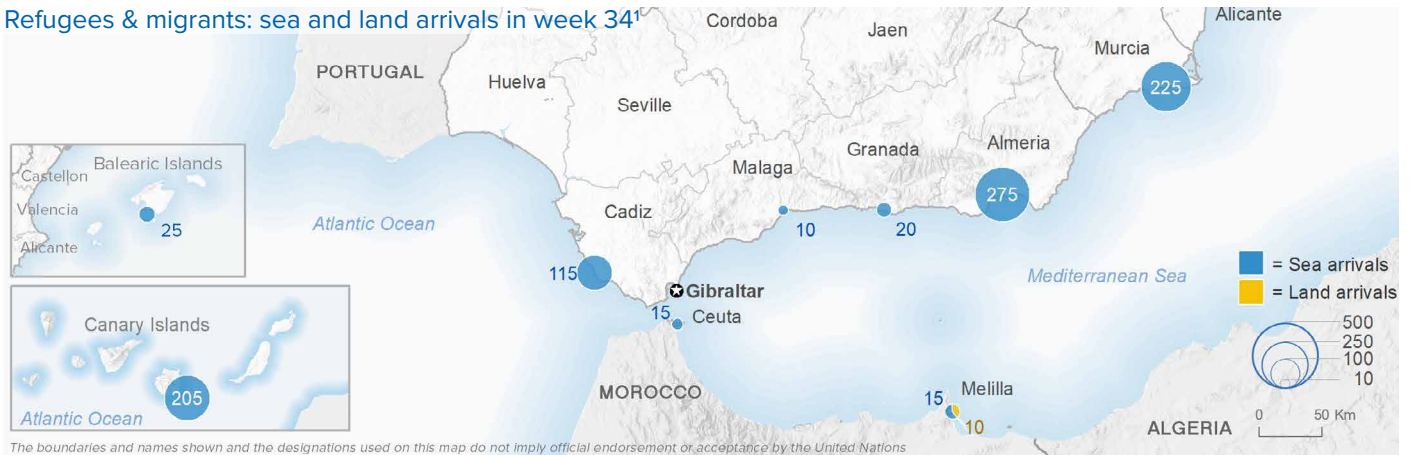 Refugees & migrants: sea and land arrivals in week 34¹
Cordoba
Alicante
Jaen
Murcia
PORTUGAL
Huelva
225
Seville
Almeria
Granada
Malaga
Balearic Islands
Castellon
275
Valencia
Cadiz
25
Atlantic Ocean
10
20
Alicante
115
Mediterranean Sea
= Sea arrivals
Gibraltar
= Land arrivals
15
Ceuta
Canary Islands
500
250
100
10
MOROCCO
Melilla
205
15
Atlantic Ocean
10
0 50 Km
ALGERIA
The boundaries and names shown and the designations used on this map do not imply official endorsement or acceptance by the United Nations